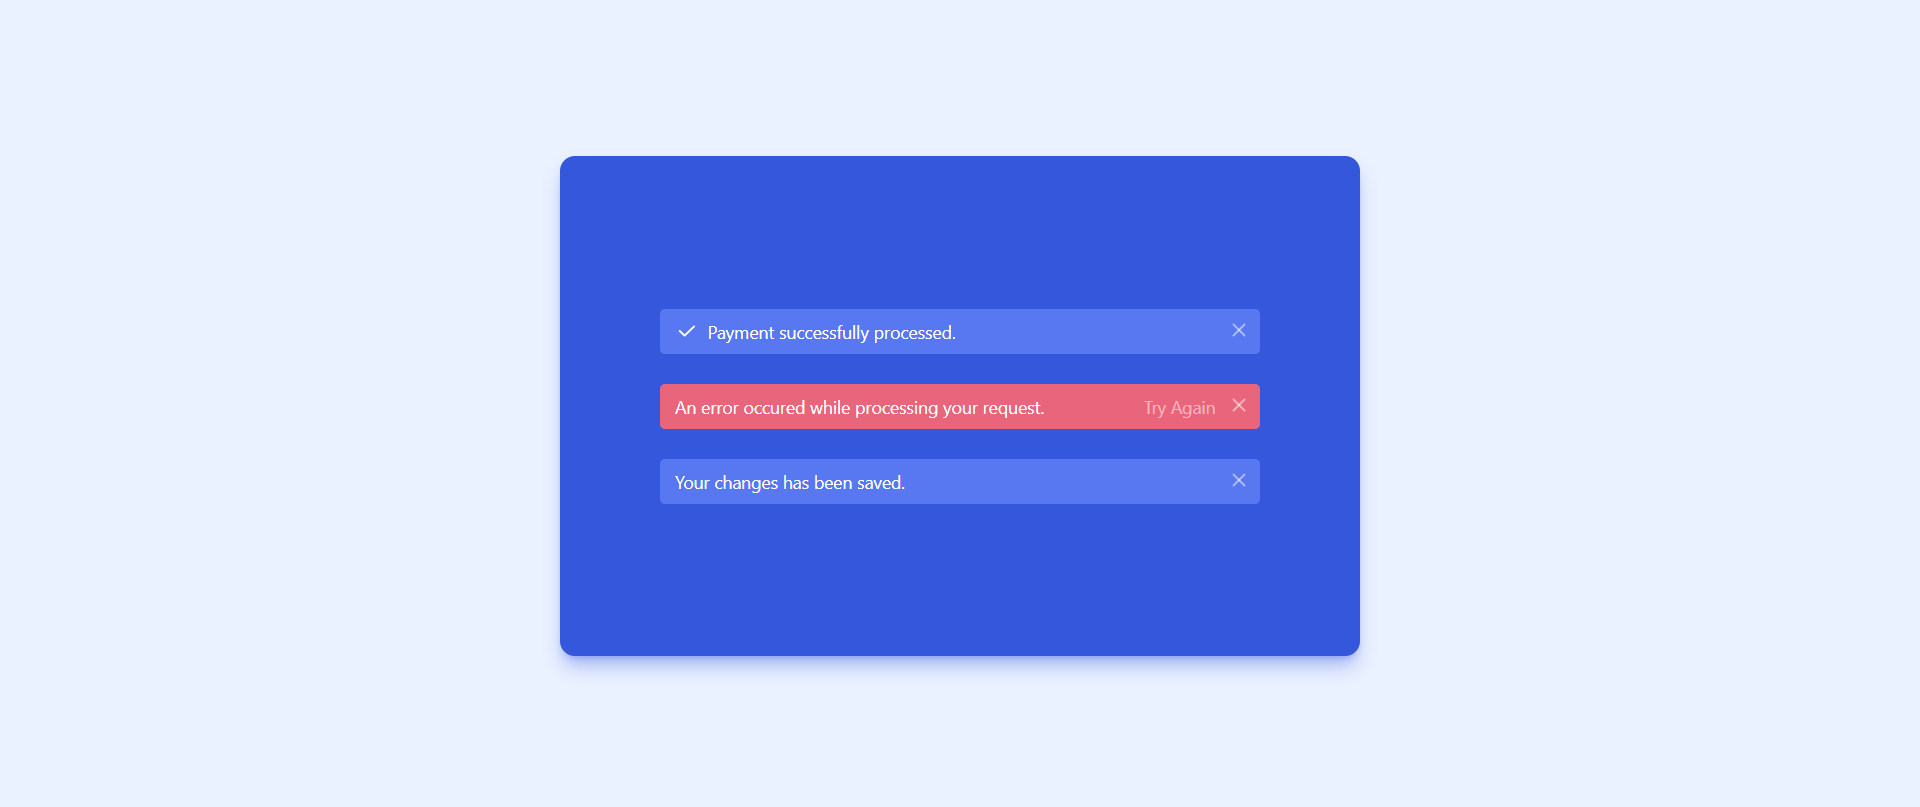 Payment successfully processed.
An error occured while processing your request. Try Again
Your changes has been saved.